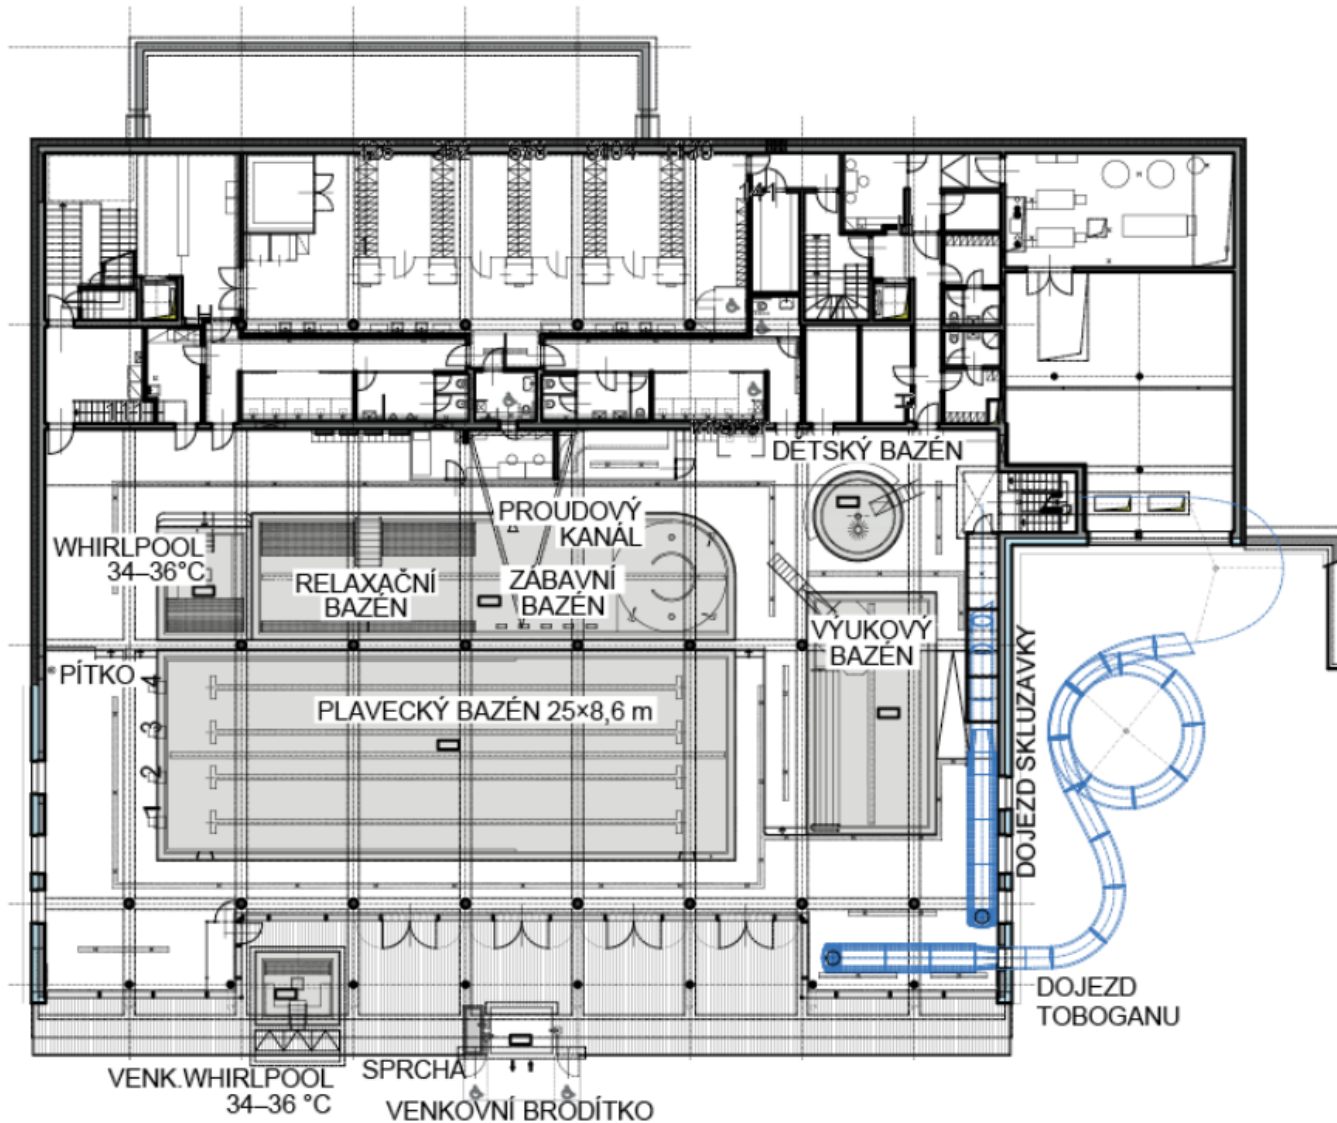 DĚTSKÝ BAZÉN
PROUDOVÝ
KANÁL
WHIRLPOOL
34–36°C
RELAXAČNÍ
BAZÉN
ZÁBAVNÍ
BAZÉN
VÝUKOVÝ
BAZÉN
PÍTKO
4
3
2
1
PLAVECKÝ BAZÉN 25×8,6 m
DOJEZD SKLUZAVKY
DOJEZD
TOBOGANU
SPRCHA
VENK.WHIRLPOOL
34–36 °C
VENKOVNÍ BRODÍTKO